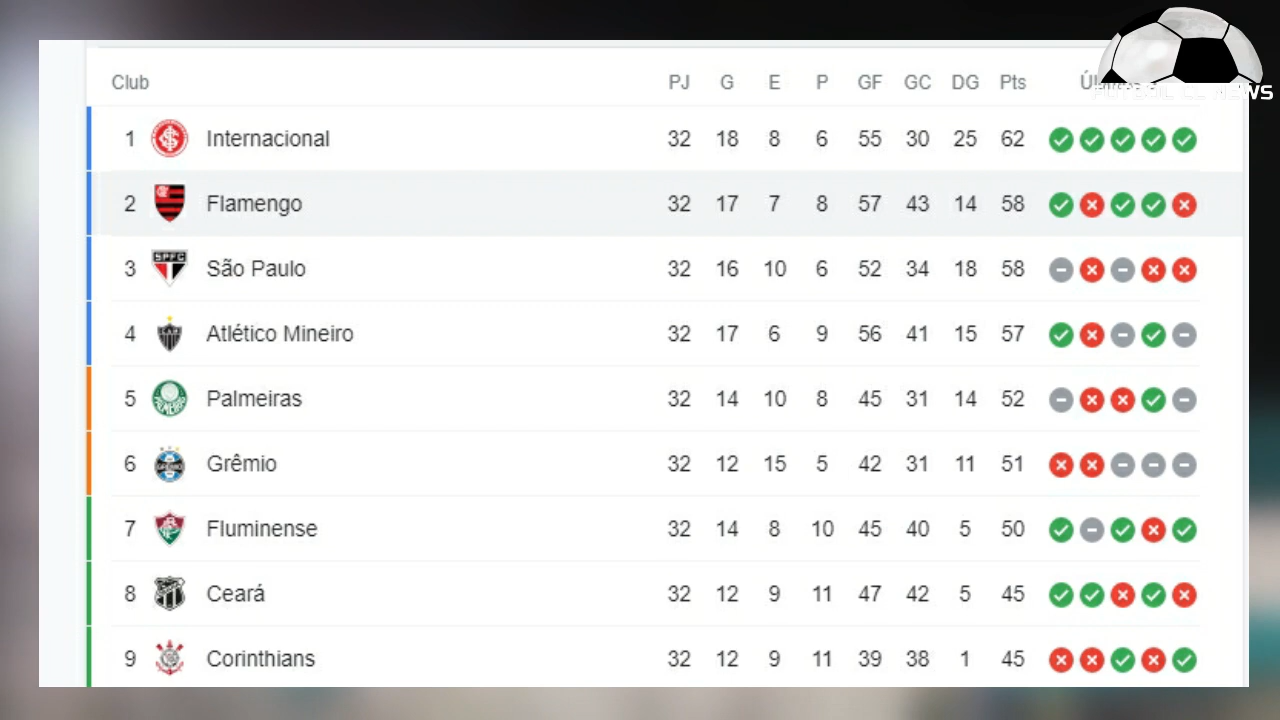 Club PJ G E P GF GC DG Pts
1 Internacional 32 18 8 6 55 30 25 62
2 Flamengo 32 17 7 8 57 43 14 58
3 SPFC São Paulo 32 16 10 6 52 34 18 58
4 Atlético Mineiro 32 17 6 9 56 41 15 57
5 Palmeiras 32 14 10 8 45 31 14 52
6 Grêmio 32 12 15 5 42 31 11 51
7 Fluminense 32 14 8 10 45 40 5 50
8 Ceará 32 12 9 11 47 42 5 45
9 Corinthians 32 12 9 11 39 38 1 45